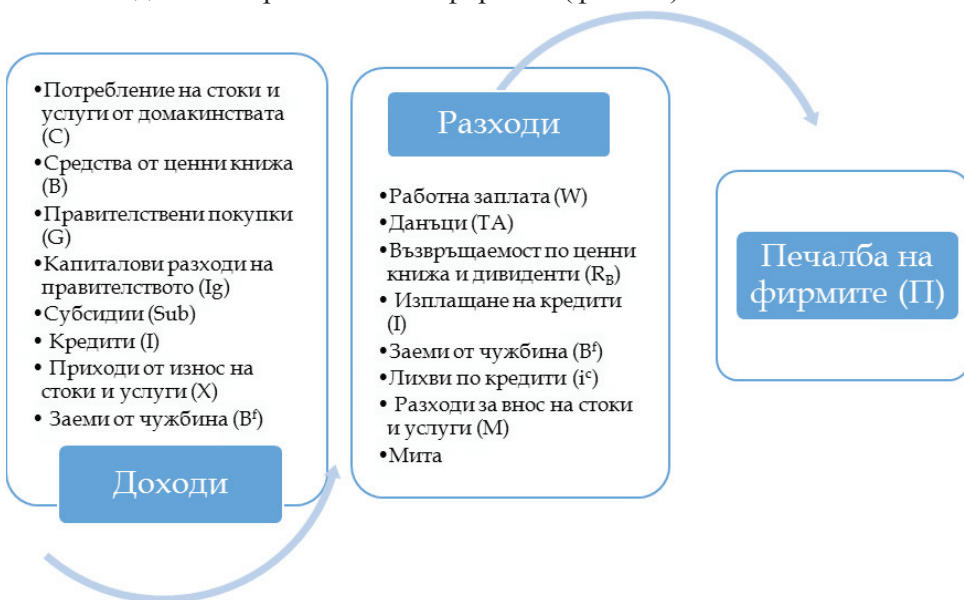 •Потребление на стоки и
услуги от домакинствата
(C)
•Средства от ценни книжа
(B)
•Правителствени покупки
(G)
•Капиталови разходи на
правителството (Ig)
•Субсидии (Sub)
• Кредити (I)
• Приходи от износ на
стоки и услуги (X)
• Заеми от чужбина (Bᶠ)
Доходи
Разходи
•Работна заплата (W)
•Данъци (TA)
•Възвръщаемост по ценни
книжа и дивиденти (R_B)
• Изплащане на кредити
(I)
•Заеми от чужбина (Bᶠ)
•Лихви по кредити (iᶜ)
• Разходи за внос на стоки
и услуги (M)
•Мита
Печалба на
фирмите (П)